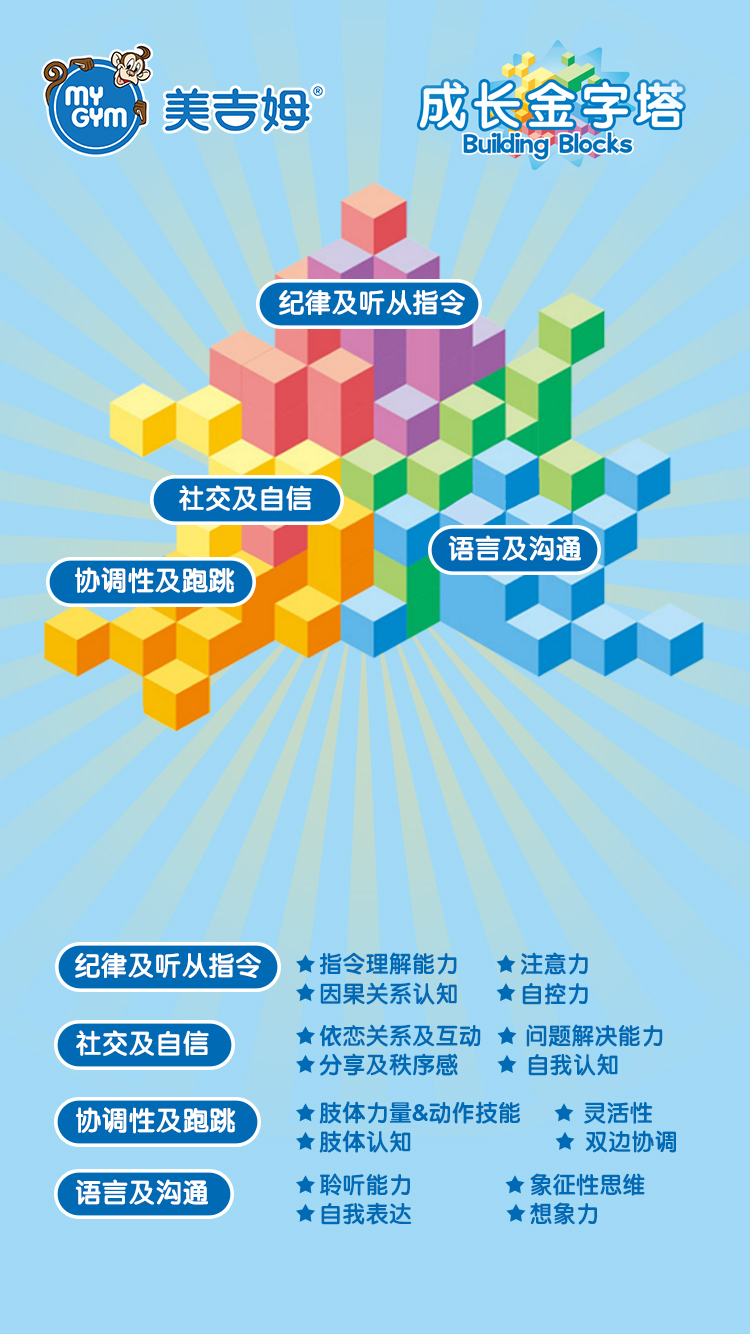 MY GYM 美吉姆®
成长金字塔
Building Blocks
纪律及听从指令
社交及自信
语言及沟通
协调性及跑跳
纪律及听从指令
★指令理解能力 ★注意力
★因果关系认知 ★自控力
社交及自信
★依恋关系及互动 ★ 问题解决能力
★分享及秩序感 ★ 自我认知
协调性及跑跳
★肢体力量&动作技能 ★ 灵活性
★肢体认知 ★ 双边协调
语言及沟通
★聆听能力 ★象征性思维
★自我表达 ★想象力